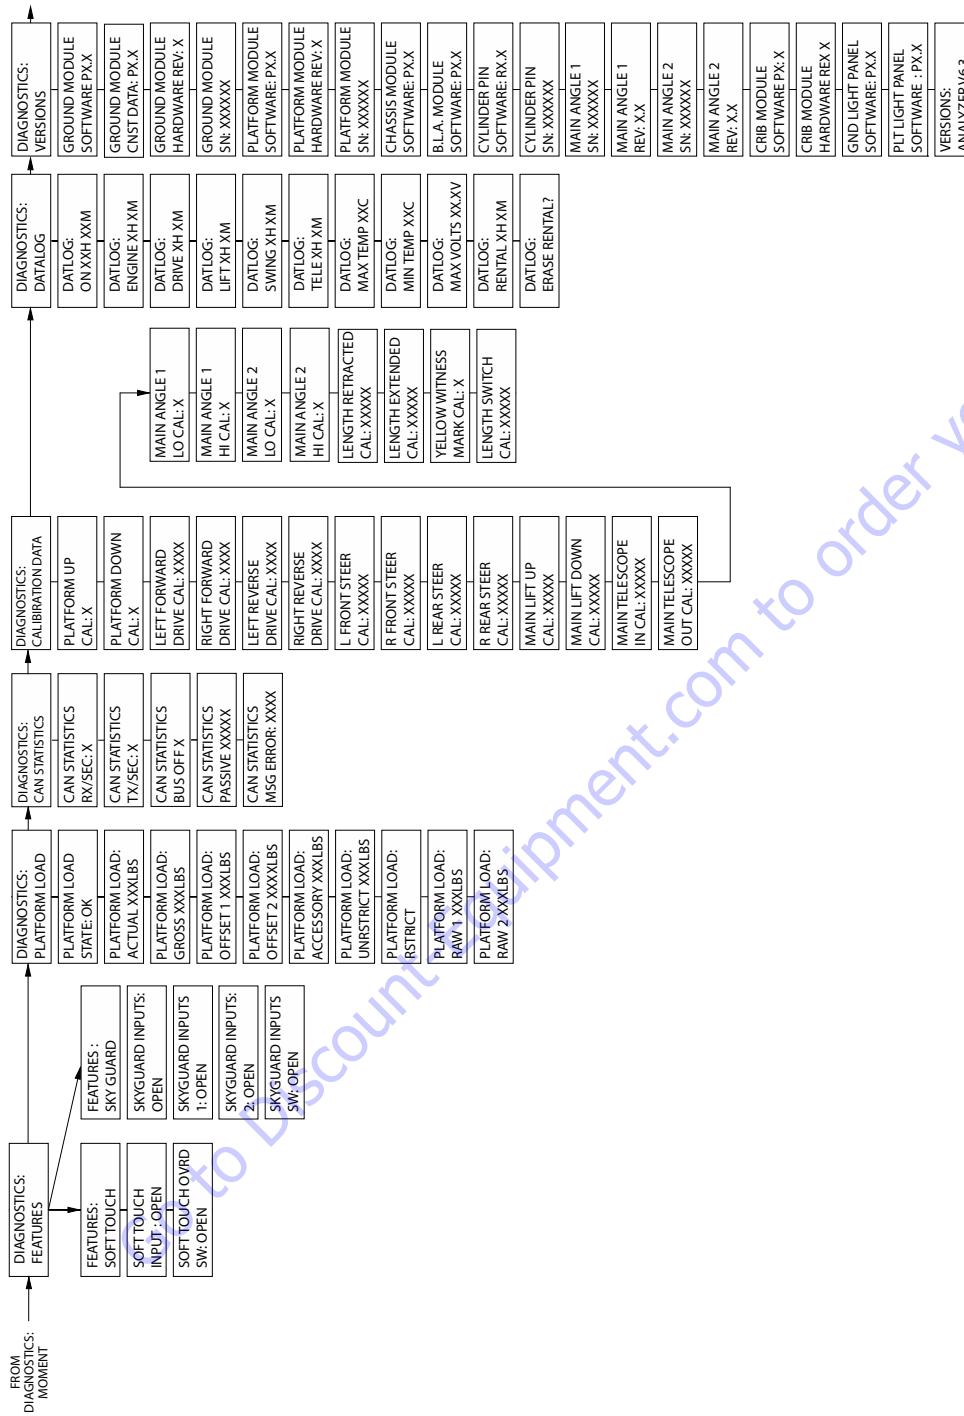 FROM
DIAGNOSTICS:
MOMENT
DIAGNOSTICS:
FEATURES
FEATURES:
SOFT TOUCH
SOFT TOUCH
INPUT : OPEN
SOFT TOUCH OVRD
SW: OPEN
FEATURES :
SKY GUARD
SKYGUARD INPUTS:
OPEN
SKYGUARD INPUTS
1: OPEN
SKYGUARD INPUTS:
2: OPEN
SKYGUARD INPUTS
SW: OPEN
DIAGNOSTICS:
PLATFORM LOAD
PLATFORM LOAD
STATE: OK
PLATFORM LOAD:
ACTUAL XXXLBS
PLATFORM LOAD:
GROSS XXXLBS
PLATFORM LOAD:
OFFSET 1 XXXLBS
PLATFORM LOAD:
OFFSET 2 XXXXLBS
PLATFORM LOAD:
ACCESSORY XXXLBS
PLATFORM LOAD:
UNRSTRICT XXXLBS
PLATFORM LOAD:
RSTRICT
PLATFORM LOAD:
RAW 1 XXXLBS
PLATFORM LOAD:
RAW 2 XXXLBS
DIAGNOSTICS:
CAN STATISTICS
CAN STATISTICS
RX/SEC: X
CAN STATISTICS
TX/SEC: X
CAN STATISTICS
BUS OFF X
CAN STATISTICS
PASSIVE XXXXX
CAN STATISTICS
MSG ERROR: XXXX
DIAGNOSTICS:
CALIBRATION DATA
PLATFORM UP
CAL: X
PLATFORM DOWN
CAL: X
LEFT FORWARD
DRIVE CAL: XXXXX
RIGHT FORWARD
DRIVE CAL: XXXXX
LEFT REVERSE
DRIVE CAL: XXXXX
RIGHT REVERSE
DRIVE CAL: XXXXX
L FRONT STEER
CAL: XXXXX
R FRONT STEER
CAL: XXXXX
L REAR STEER
CAL: XXXXX
R REAR STEER
CAL: XXXXX
MAIN LIFT UP
CAL: XXXXX
MAIN LIFT DOWN
CAL: XXXXX
MAIN TELESCOPE
IN CAL: XXXXX
MAIN TELESCOPE
OUT CAL: XXXXX
MAIN ANGLE 1
LO CAL: X
MAIN ANGLE 1
HI CAL: X
MAIN ANGLE 2
LO CAL: X
MAIN ANGLE 2
HI CAL: X
LENGTH RETRACTED
CAL: XXXXX
LENGTH EXTENDED
CAL: XXXXX
YELLOW WITNESS
MARK CAL: X
LENGTH SWITCH
CAL: XXXXX
DIAGNOSTICS:
DATALOG
DATLOG:
ON XXH XXM
DATLOG:
ENGINE XH XM
DATLOG:
DRIVE XH XM
DATLOG:
LIFT XH XM
DATLOG:
SWING XH XM
DATLOG:
TELE XH XM
DATLOG:
MAX TEMP XXC
DATLOG:
MIN TEMP XXC
DATLOG:
MAX VOLTS XX.XV
DATLOG:
RENTAL XH XM
DATLOG:
ERASE RENTAL?
DIAGNOSTICS:
VERSIONS
GROUND MODULE
SOFTWARE PX.X
GROUND MODULE
CNST DATA: PX.X
GROUND MODULE
HARDWARE REV: X
GROUND MODULE
SN: XXXXXX
PLATFORM MODULE
SOFTWARE: PX.X
PLATFORM MODULE
HARDWARE REV: X
PLATFORM MODULE
SN: XXXXXX
CHASSIS MODULE
SOFTWARE: PX.X
B.L.A. MODULE
SOFTWARE: PX.X
CYLINDER PIN
SOFTWARE: RX.X
CYLINDER PIN
SN: XXXXXX
MAIN ANGLE 1
SN: XXXXXX
MAIN ANGLE 1
REV: X.X
MAIN ANGLE 2
SN: XXXXXX
MAIN ANGLE 2
REV: X.X
CRIB MODULE
SOFTWARE PX: X
CRIB MODULE
HARDWARE REX X
GND LIGHT PANEL
SOFTWARE: PX.X
PLT LIGHT PANEL
SOFTWARE : PX.X
VERSIONS:
Go to Discount-Equipment.com to order